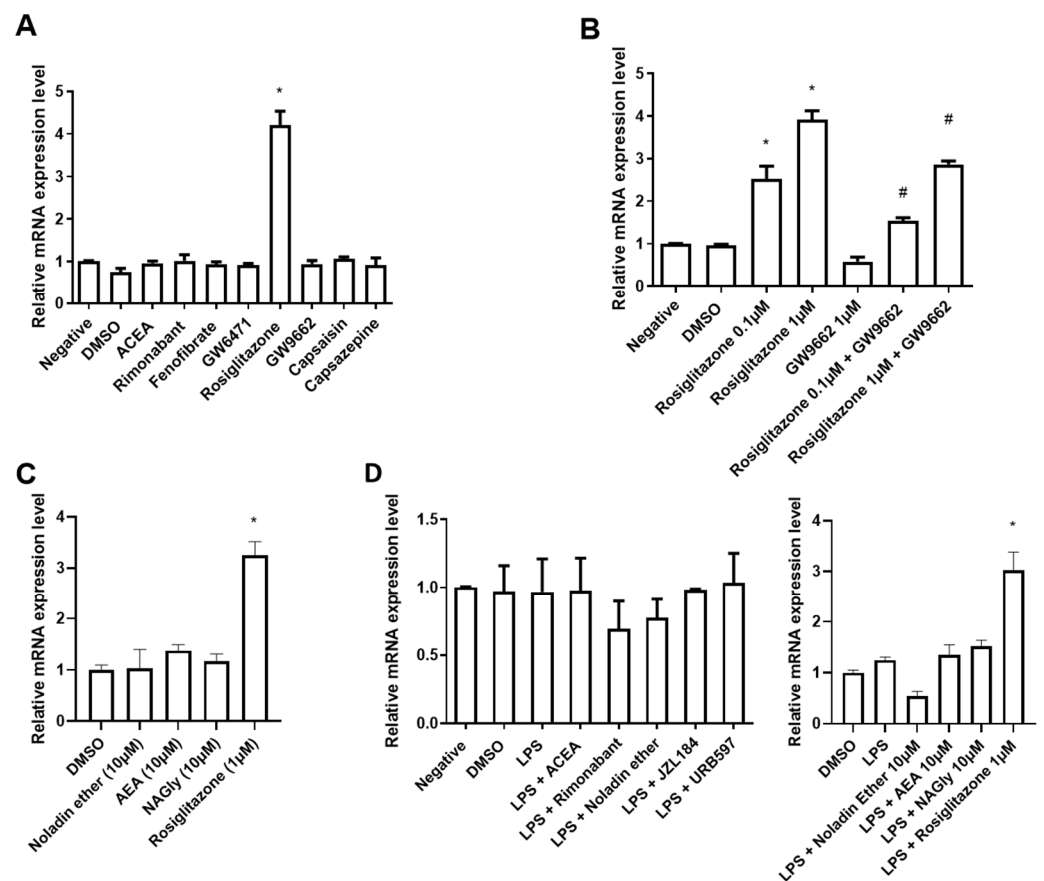 A
Relative mRNA expression level
5
4
3
2
1
0
*
Negative
DMSO
ACEA
Rimonabant
Fenofibrate
GW6471
Rosiglitazone
GW9662
Capsaisin
Capsazepine
B
Relative mRNA expression level
5
4
3
2
1
0
*
*
#
#
Negative
DMSO
Rosiglitazone 0.1μM
Rosiglitazone 1μM
GW9662 1μM
Rosiglitazone 0.1μM + GW9662
Rosiglitazone 1μM + GW9662
C
Relative mRNA expression level
4
3
2
1
0
*
DMSO
Noladin ether (10μM)
AEA (10μM)
NAGly (10μM)
Rosiglitazone (1μM)
D
Relative mRNA expression level
1.5
1.0
0.5
0.0
Negative
DMSO
LPS
LPS + ACEA
LPS + Rimonabant
LPS + Noladin ether
LPS + JZL184
LPS + URB597
Relative mRNA expression level
4
3
2
1
0
*
DMSO
LPS
LPS + Noladin Ether 10μM
LPS + AEA 10μM
LPS + NAGly 10μM
LPS + Rosiglitazone 1μM